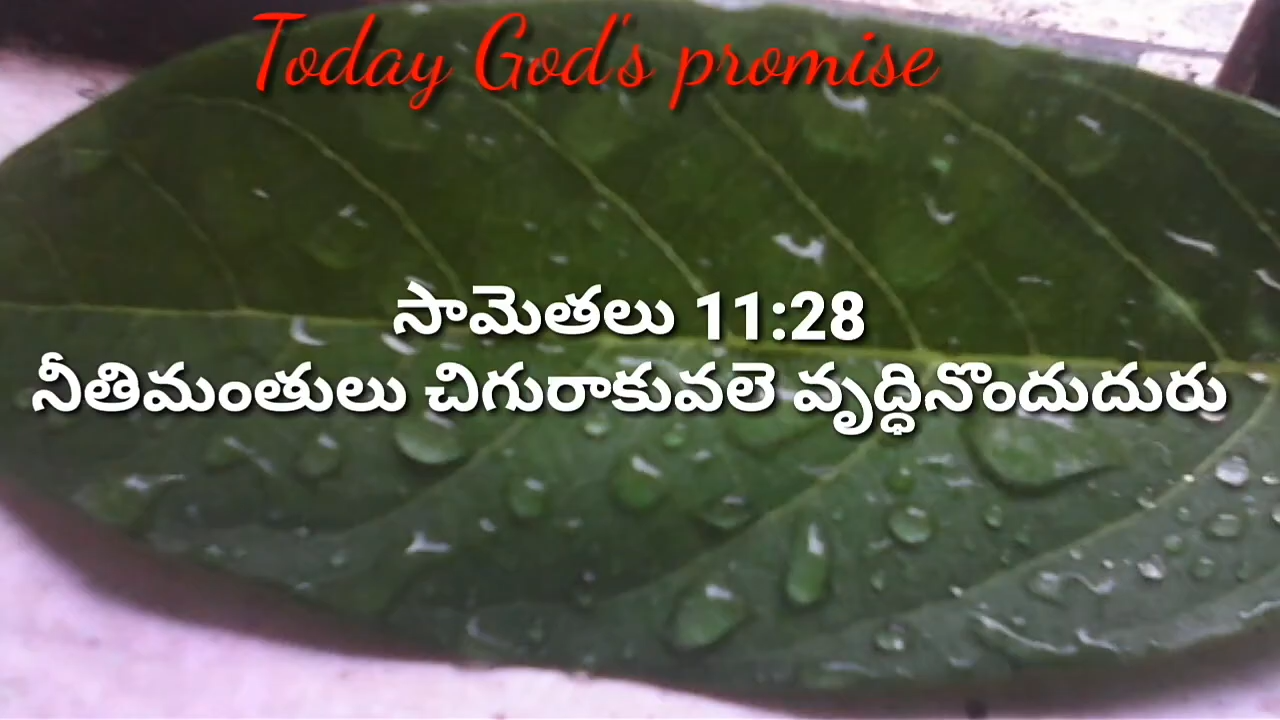 Today God's promise
సామెతలు 11:28
నీతిమంతులు చిగురాకువలె వృద్ధినొందుదురు